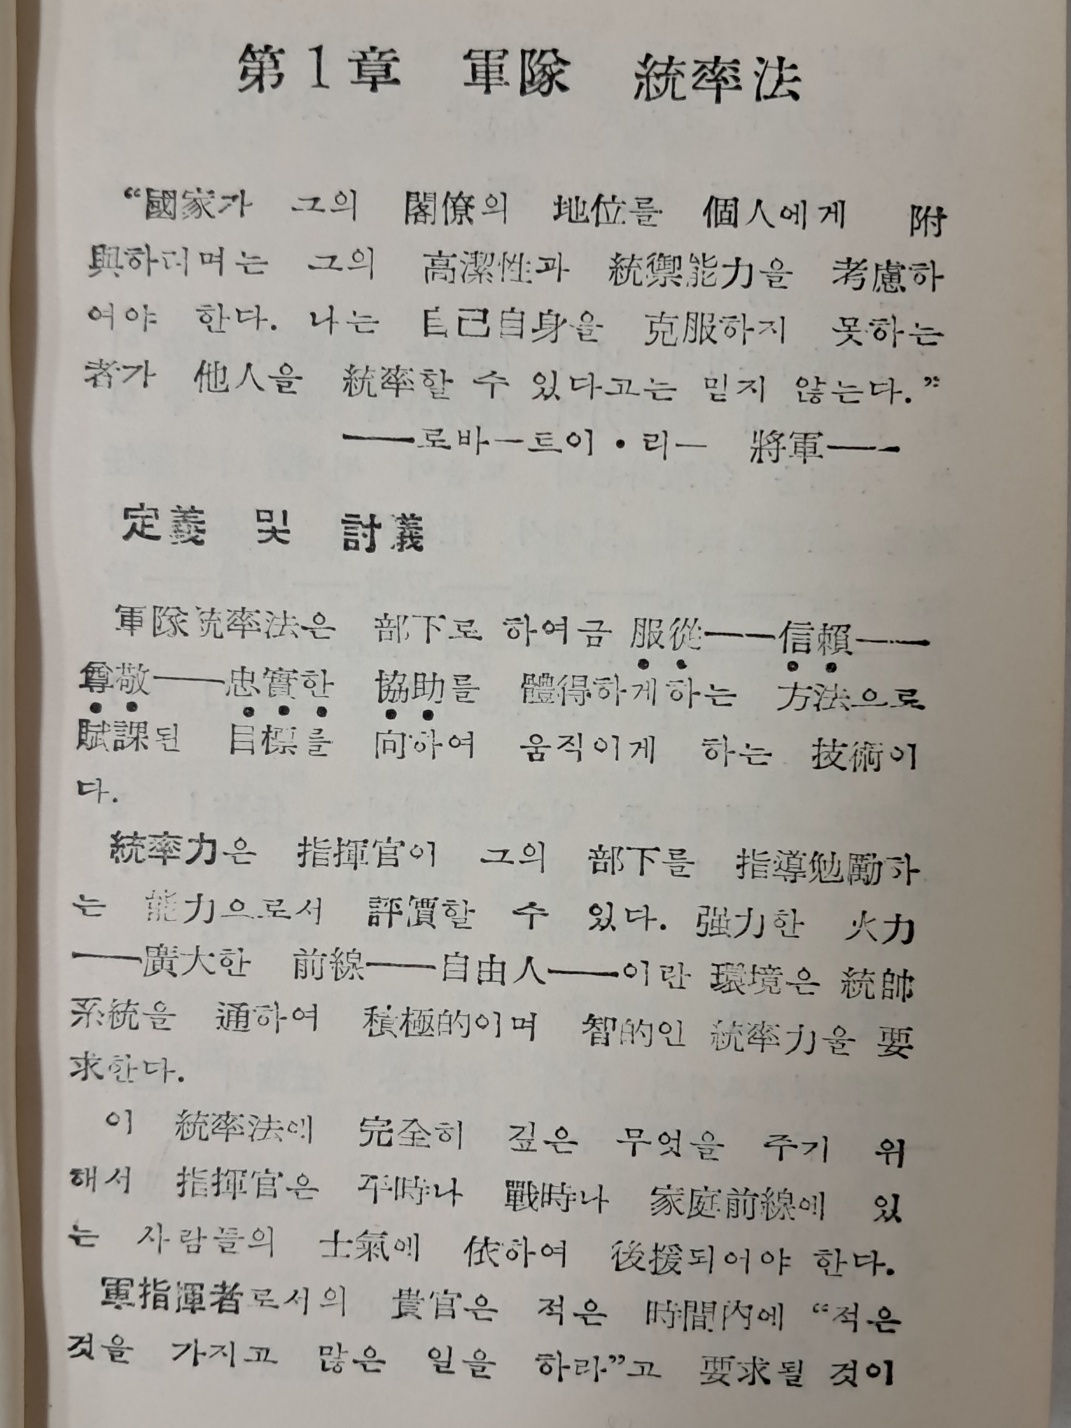 第1章 軍隊 統率法
“國家가 그의 閣僚의 地位를 個人에게 附
與하려며는 그의 高潔性과 統禦能力을 考慮하
여야 한다. 나는 自己自身을 克服하지 못하는
者가 他人을 統率할 수 있다고는 믿지 않는다.”
──로바ー트이·리ー 將軍──
定義 및 討議
軍隊統率法은 部下로 하여금 服從──信賴──
尊敬──忠實한 協助를 體得하게하는 方法으로
賦課된 目標를 向하여 움직이게 하는 技術이
다.
統率力은 指揮官이 그의 部下를 指導勉勵하
는 能力으로서 評價할 수 있다. 强力한 火力
──廣大한 前線──自由人──이란 環境은 統帥
系統을 通하여 積極的이며 智的인 統率力을 要
求한다.
이 統率法에 完全히 깊은 무엇을 주기 위
해서 指揮官은 平時나 戰時나 家庭前線에 있
는 사람들의 士氣에 依하여 後援되어야 한다.
軍指揮者로서의 貴官은 적은 時間內에 “적은
것을 가지고 많은 일을 하라”고 要求될 것이